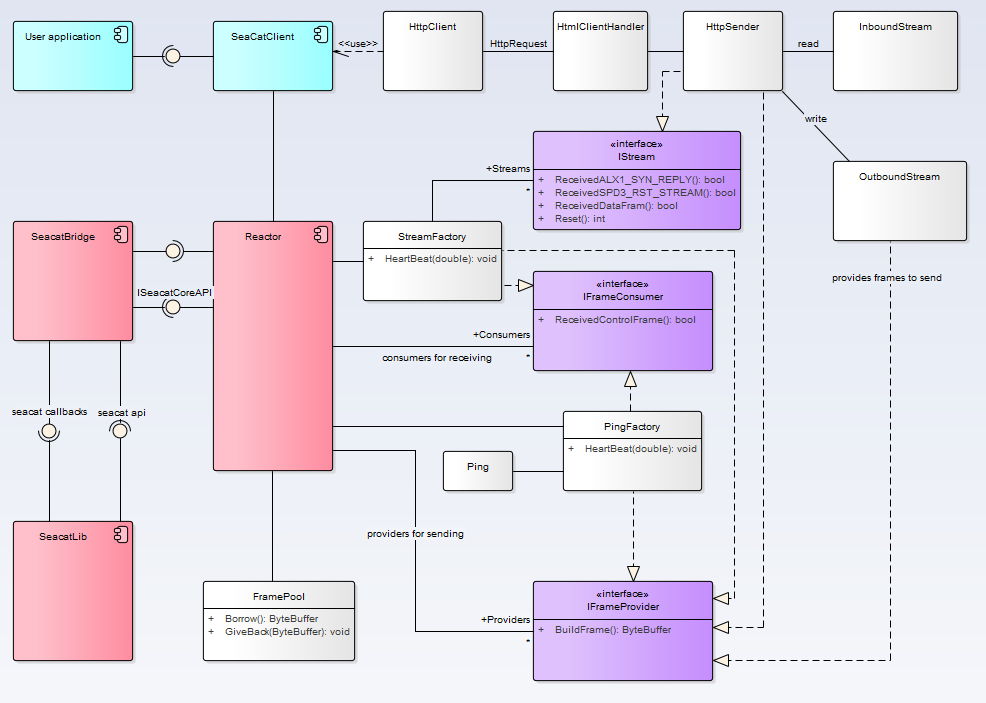 User application
SeaCatClient
<<use>>
HttpClient
HttpRequest
HtmlClientHandler
HttpSender
read
InboundStream
write
OutboundStream
provides frames to send
+Streams
*
«interface»
IStream
+ ReceivedALX1_SYN_REPLY(): bool
+ ReceivedSPD3_RST_STREAM(): bool
+ ReceivedDataFram(): bool
+ Reset(): int
SeacatBridge
ISeacatCoreAPI
Reactor
StreamFactory
+ HeartBeat(double): void
«interface»
IFrameConsumer
+ ReceivedControlFrame(): bool
+Consumers
consumers for receiving
*
PingFactory
+ HeartBeat(double): void
Ping
seacat callbacks
seacat api
SeacatLib
providers for sending
FramePool
+ Borrow(): ByteBuffer
+ GiveBack(ByteBuffer): void
+Providers
*
«interface»
IFrameProvider
+ BuildFrame(): ByteBuffer